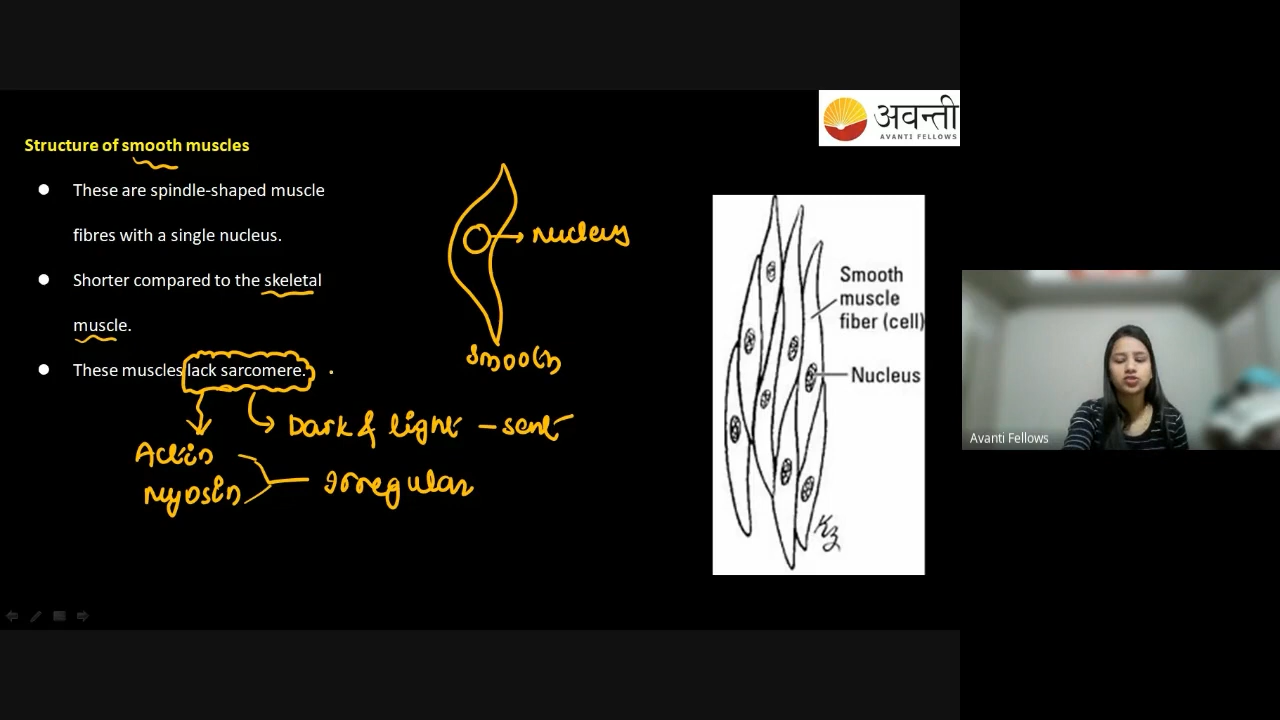 अवन्ती
AVANTI FELLOWS
Structure of smooth muscles
These are spindle-shaped muscle
fibres with a single nucleus.
Shorter compared to the skeletal
muscle.
These muscles lack sarcomere.
Nucleus
Smooth
Dark & light -
Actin
Myosin
Irregular
Smooth
muscle
fiber (cell)
Nucleus
Avanti Fellows